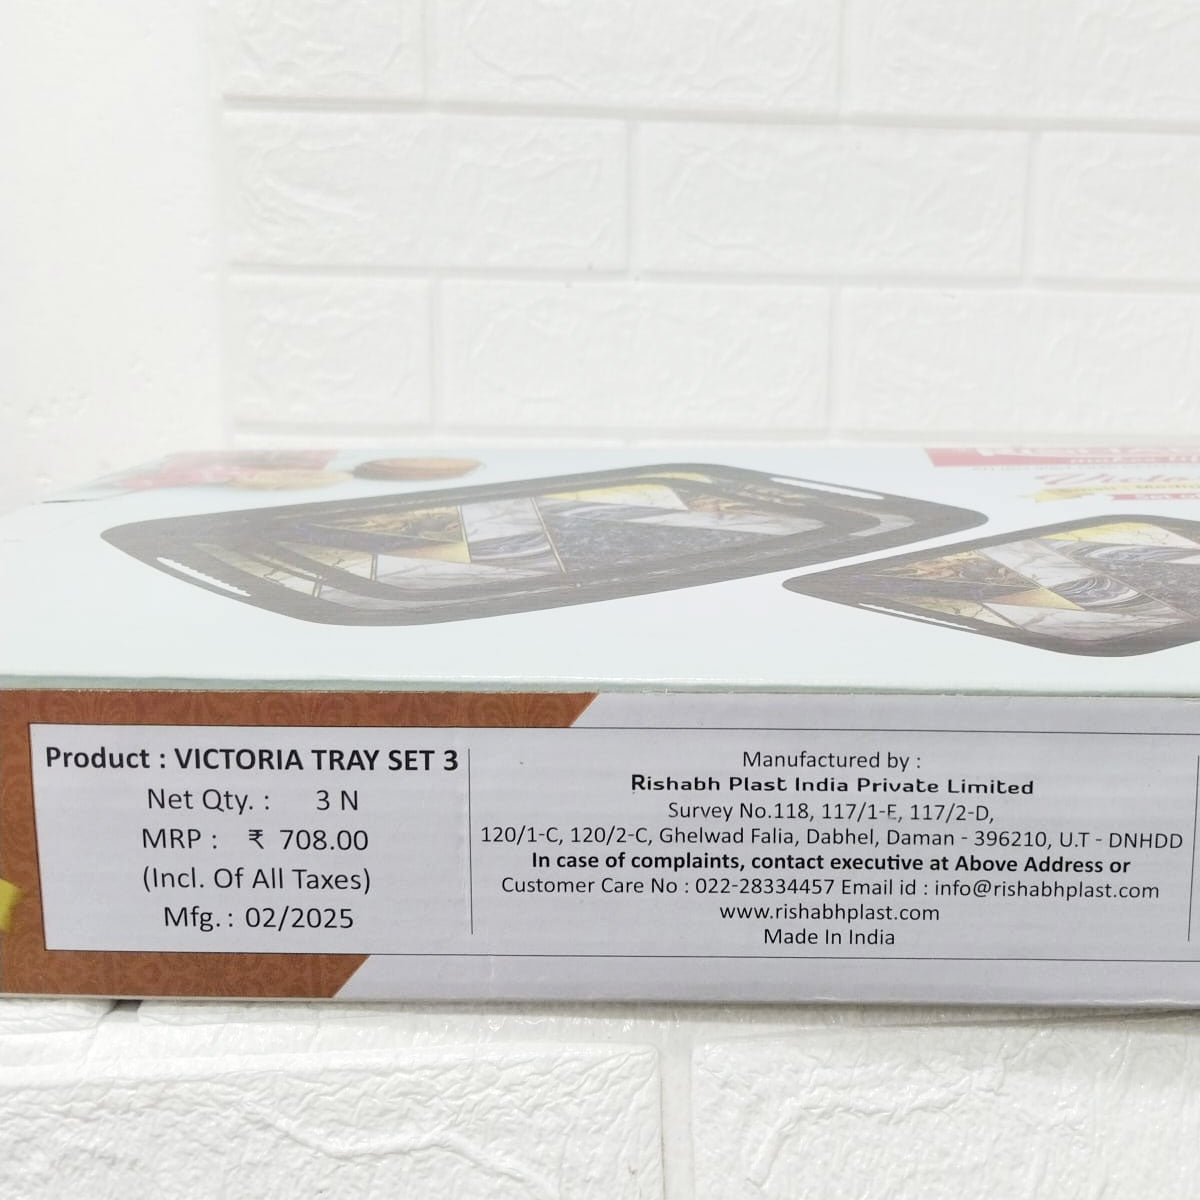 Product : VICTORIA TRAY SET 3
Net Qty. : 3 N
MRP : ₹ 708.00
(Incl. Of All Taxes)
Mfg. : 02/2025
Manufactured by :
Rishabh Plast India Private Limited
Survey No.118, 117/1-E, 117/2-D,
120/1-C, 120/2-C, Ghelwad Falia, Dabhel, Daman - 396210, U.T - DNHDD
In case of complaints, contact executive at Above Address or
Customer Care No : 022-28334457 Email id : info@rishabhplast.com
www.rishabhplast.com
Made In India